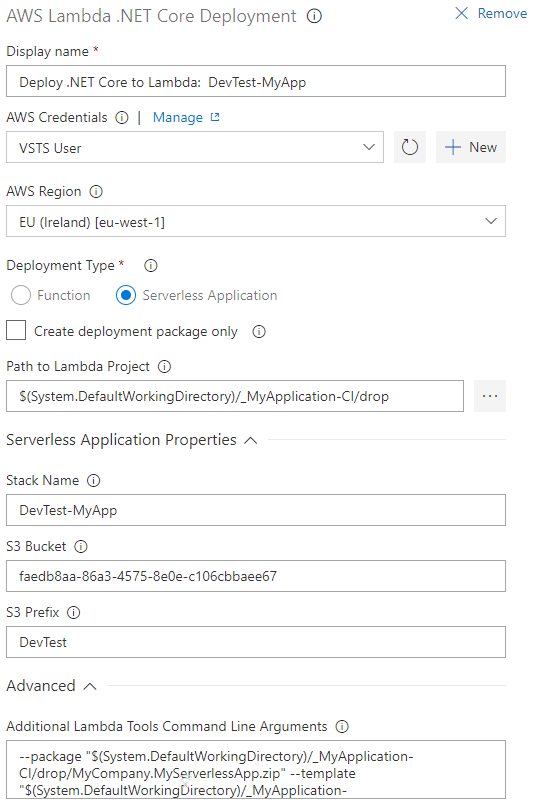 AWS Lambda .NET Core Deployment
Remove
Display name *
Deploy .NET Core to Lambda: DevTest-MyApp
AWS Credentials | Manage
VSTS User
New
AWS Region
EU (Ireland) [eu-west-1]
Deployment Type *
Function Serverless Application
Create deployment package only
Path to Lambda Project
$(System.DefaultWorkingDirectory)/_MyApplication-CI/drop
...
Serverless Application Properties
Stack Name
DevTest-MyApp
S3 Bucket
faedb8aa-86a3-4575-8e0e-c106cbbaee67
S3 Prefix
DevTest
Advanced
Additional Lambda Tools Command Line Arguments
--package "$(System.DefaultWorkingDirectory)/_MyApplication-
CI/drop/MyCompany.MyServerlessApp.zip" --template
"$(System.DefaultWorkingDirectory)/_MyApplication-